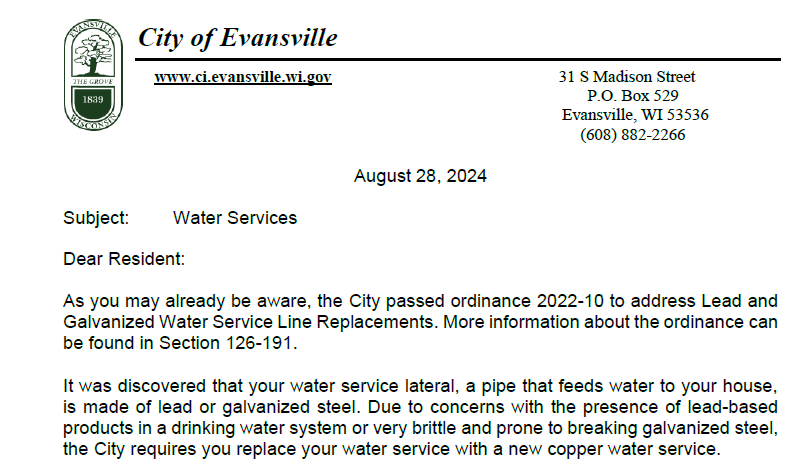 EVANSVILLE
THE GROVE
1839
WISCONSIN
City of Evansville
www.ci.evansville.wi.gov
31 S Madison Street
P.O. Box 529
Evansville, WI 53536
(608) 882-2266
August 28, 2024
Subject: Water Services
Dear Resident:
As you may already be aware, the City passed ordinance 2022-10 to address Lead and
Galvanized Water Service Line Replacements. More information about the ordinance can
be found in Section 126-191.
It was discovered that your water service lateral, a pipe that feeds water to your house,
is made of lead or galvanized steel. Due to concerns with the presence of lead-based
products in a drinking water system or very brittle and prone to breaking galvanized steel,
the City requires you replace your water service with a new copper water service.